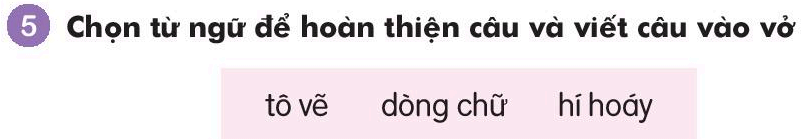 5 Chọn từ ngữ để hoàn thiện câu và viết câu vào vở
tô vẽ dòng chữ hí hoáy